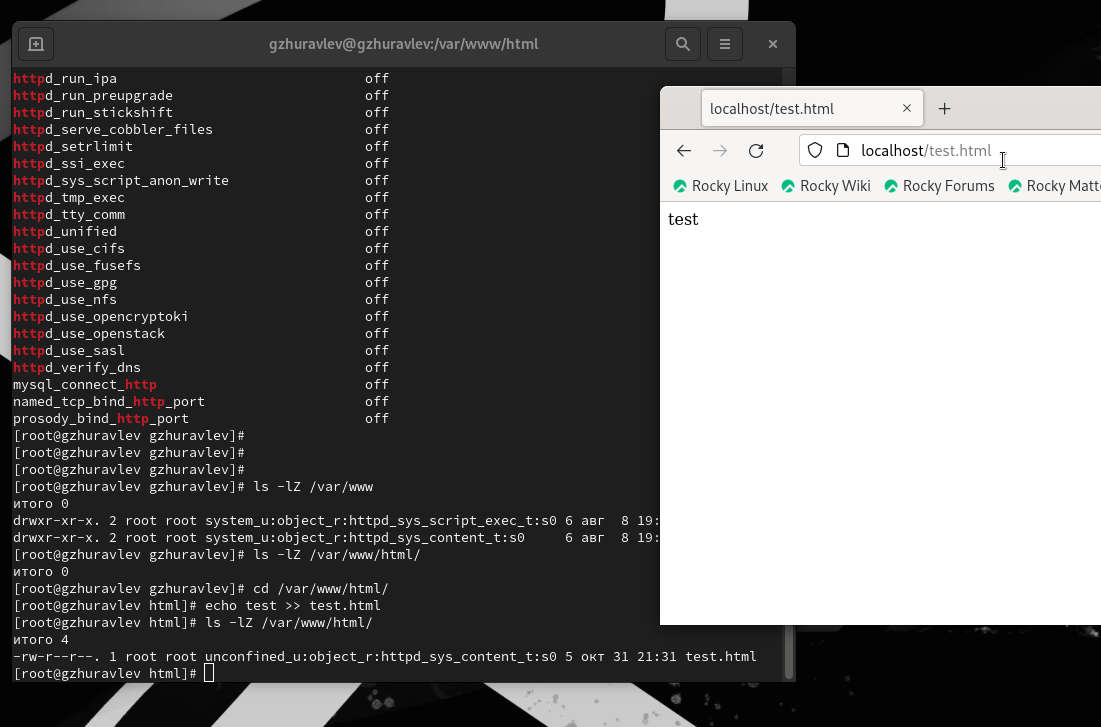 gzhuravlev@gzhuravlev:/var/www/html
httpd_run_ipa off
httpd_run_preupgrade off
httpd_run_stickshift off
httpd_serve_cobbler_files off
httpd_setrlimit off
httpd_ssi_exec off
httpd_sys_script_anon_write off
httpd_tmp_exec off
httpd_tty_comm off
httpd_unified off
httpd_use_cifs off
httpd_use_fusefs off
httpd_use_gpg off
httpd_use_nfs off
httpd_use_opencryptoki off
httpd_use_openstack off
httpd_use_sasl off
httpd_verify_dns off
mysql_connect_http off
named_tcp_bind_http_port off
prosody_bind_http_port off
[root@gzhuravlev gzhuravlev]#
[root@gzhuravlev gzhuravlev]#
[root@gzhuravlev gzhuravlev]#
[root@gzhuravlev gzhuravlev]# ls -lZ /var/www
итого 0
drwxr-xr-x. 2 root root system_u:object_r:httpd_sys_script_exec_t:s0 6 авг 8 19:
drwxr-xr-x. 2 root root system_u:object_r:httpd_sys_content_t:s0 6 авг 8 19:
[root@gzhuravlev gzhuravlev]# ls -lZ /var/www/html/
итого 0
[root@gzhuravlev gzhuravlev]# cd /var/www/html/
[root@gzhuravlev html]# echo test >> test.html
[root@gzhuravlev html]# ls -lZ /var/www/html/
итого 4
-rw-r--r--. 1 root root unconfined_u:object_r:httpd_sys_content_t:s0 5 окт 31 21:31 test.html
[root@gzhuravlev html]#
localhost/test.html
localhost/test.html
Rocky Linux Rocky Wiki Rocky Forums Rocky Matt
test